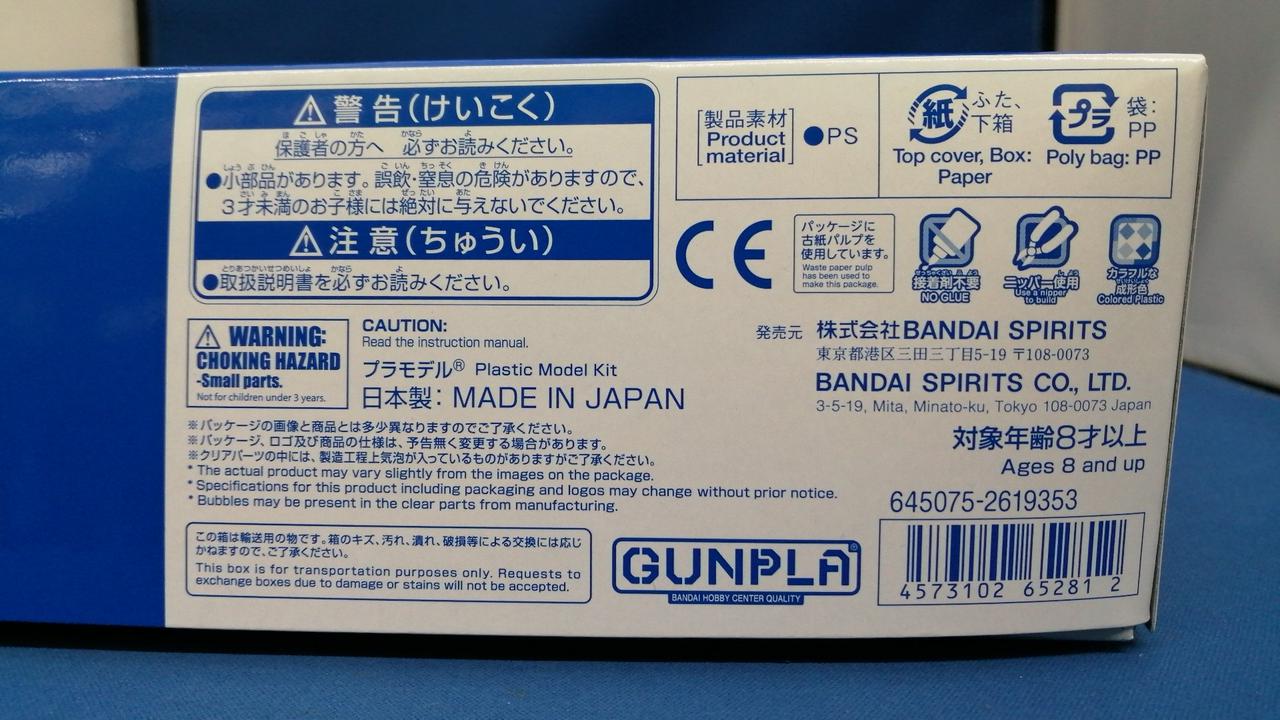 ⚠警告(けいこく)
保護者の方へ 必ずお読みください。
●小部品があります。誤飲・窒息の危険がありますので、
3才未満のお子様には絶対に与えないでください。
⚠注意(ちゅうい)
●取扱説明書を必ずお読みください。
[製品素材]
Product
material
●PS
紙
ふた、
下箱
Top cover, Box:
Paper
プラ
袋:
PP
Poly bag: PP
CE
パッケージに
古紙パルプを
使用しています。
Waste paper pulp
has been used to
make this package.
接着剤不要
NO GLUE
ニッパー使用
Use a nipper
to build
カラフルな
成形色
Colored Plastic
⚠WARNING:
CHOKING HAZARD
-Small parts.
Not for children under 3 years.
CAUTION:
Read the instruction manual.
プラモデル® Plastic Model Kit
日本製: MADE IN JAPAN
発売元 株式会社BANDAI SPIRITS
東京都港区三田三丁目5-19 〒108-0073
BANDAI SPIRITS CO., LTD.
3-5-19, Mita, Minato-ku, Tokyo 108-0073 Japan
対象年齢8才以上
Ages 8 and up
※パッケージの画像と商品とは多少異なりますのでご了承ください。
※パッケージ、ロゴ及び商品の仕様は、予告無く変更する場合があります。
※クリアパーツの中には、製造工程上気泡が入っているものがありますがご了承ください。
* The actual product may vary slightly from the images on the package.
* Specifications for this product including packaging and logos may change without prior notice.
* Bubbles may be present in the clear parts from manufacturing.
この箱は輸送用の物です。箱のキズ、汚れ、潰れ、破損等による交換には応じ
かねますので、ご了承ください。
This box is for transportation purposes only. Requests to
exchange boxes due to damage or stains will not be accepted.
GUNPLA®
BANDAI HOBBY CENTER QUALITY
645075-2619353
4573102 65281 2